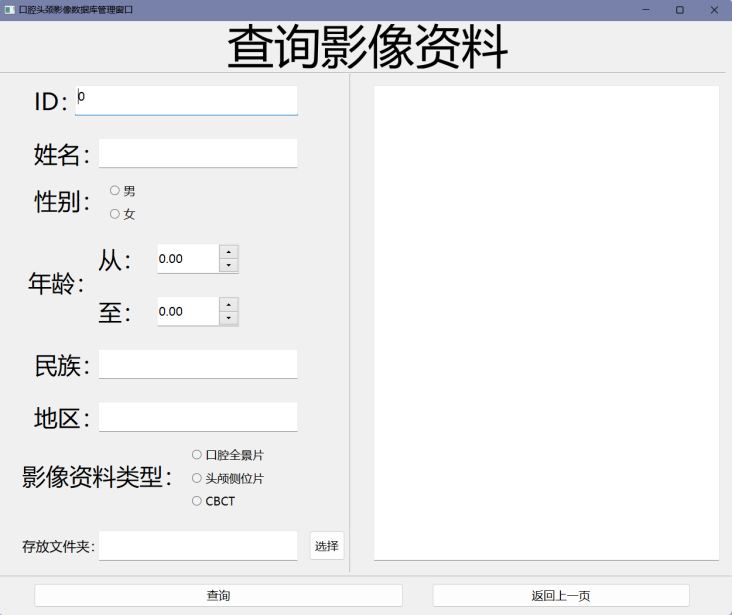 口腔头颈影像数据库管理窗口
查询影像资料
ID：0
姓名：
性别：
男
女
年龄：
从：0.00
至：0.00
民族：
地区：
影像资料类型：
口腔全景片
头颅侧位片
CBCT
存放文件夹：
选择
查询
返回上一页